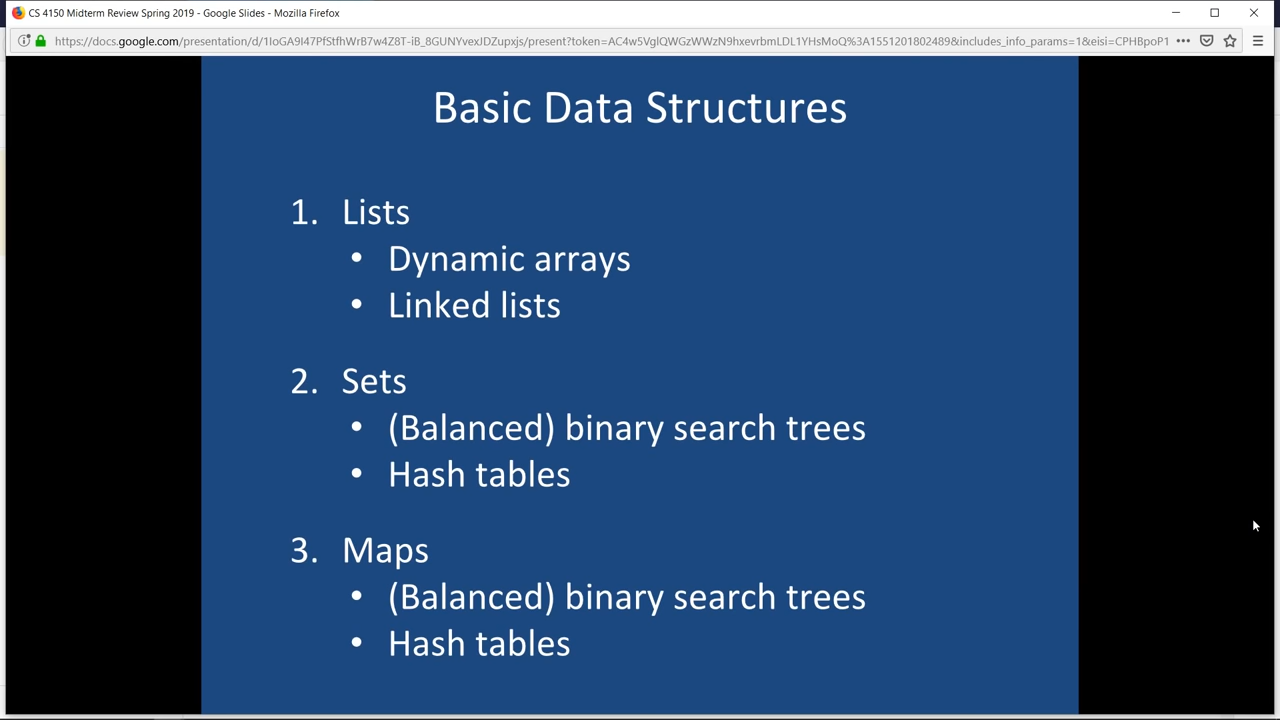 CS 4150 Midterm Review Spring 2019 - Google Slides - Mozilla Firefox
Basic Data Structures
1. Lists
• Dynamic arrays
• Linked lists
2. Sets
• (Balanced) binary search trees
• Hash tables
3. Maps
• (Balanced) binary search trees
• Hash tables